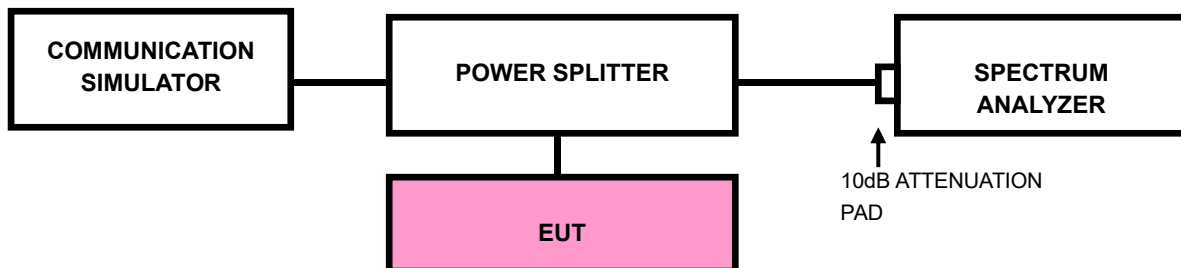 COMMUNICATION
SIMULATOR
POWER SPLITTER
SPECTRUM
ANALYZER
10dB ATTENUATION
PAD
EUT